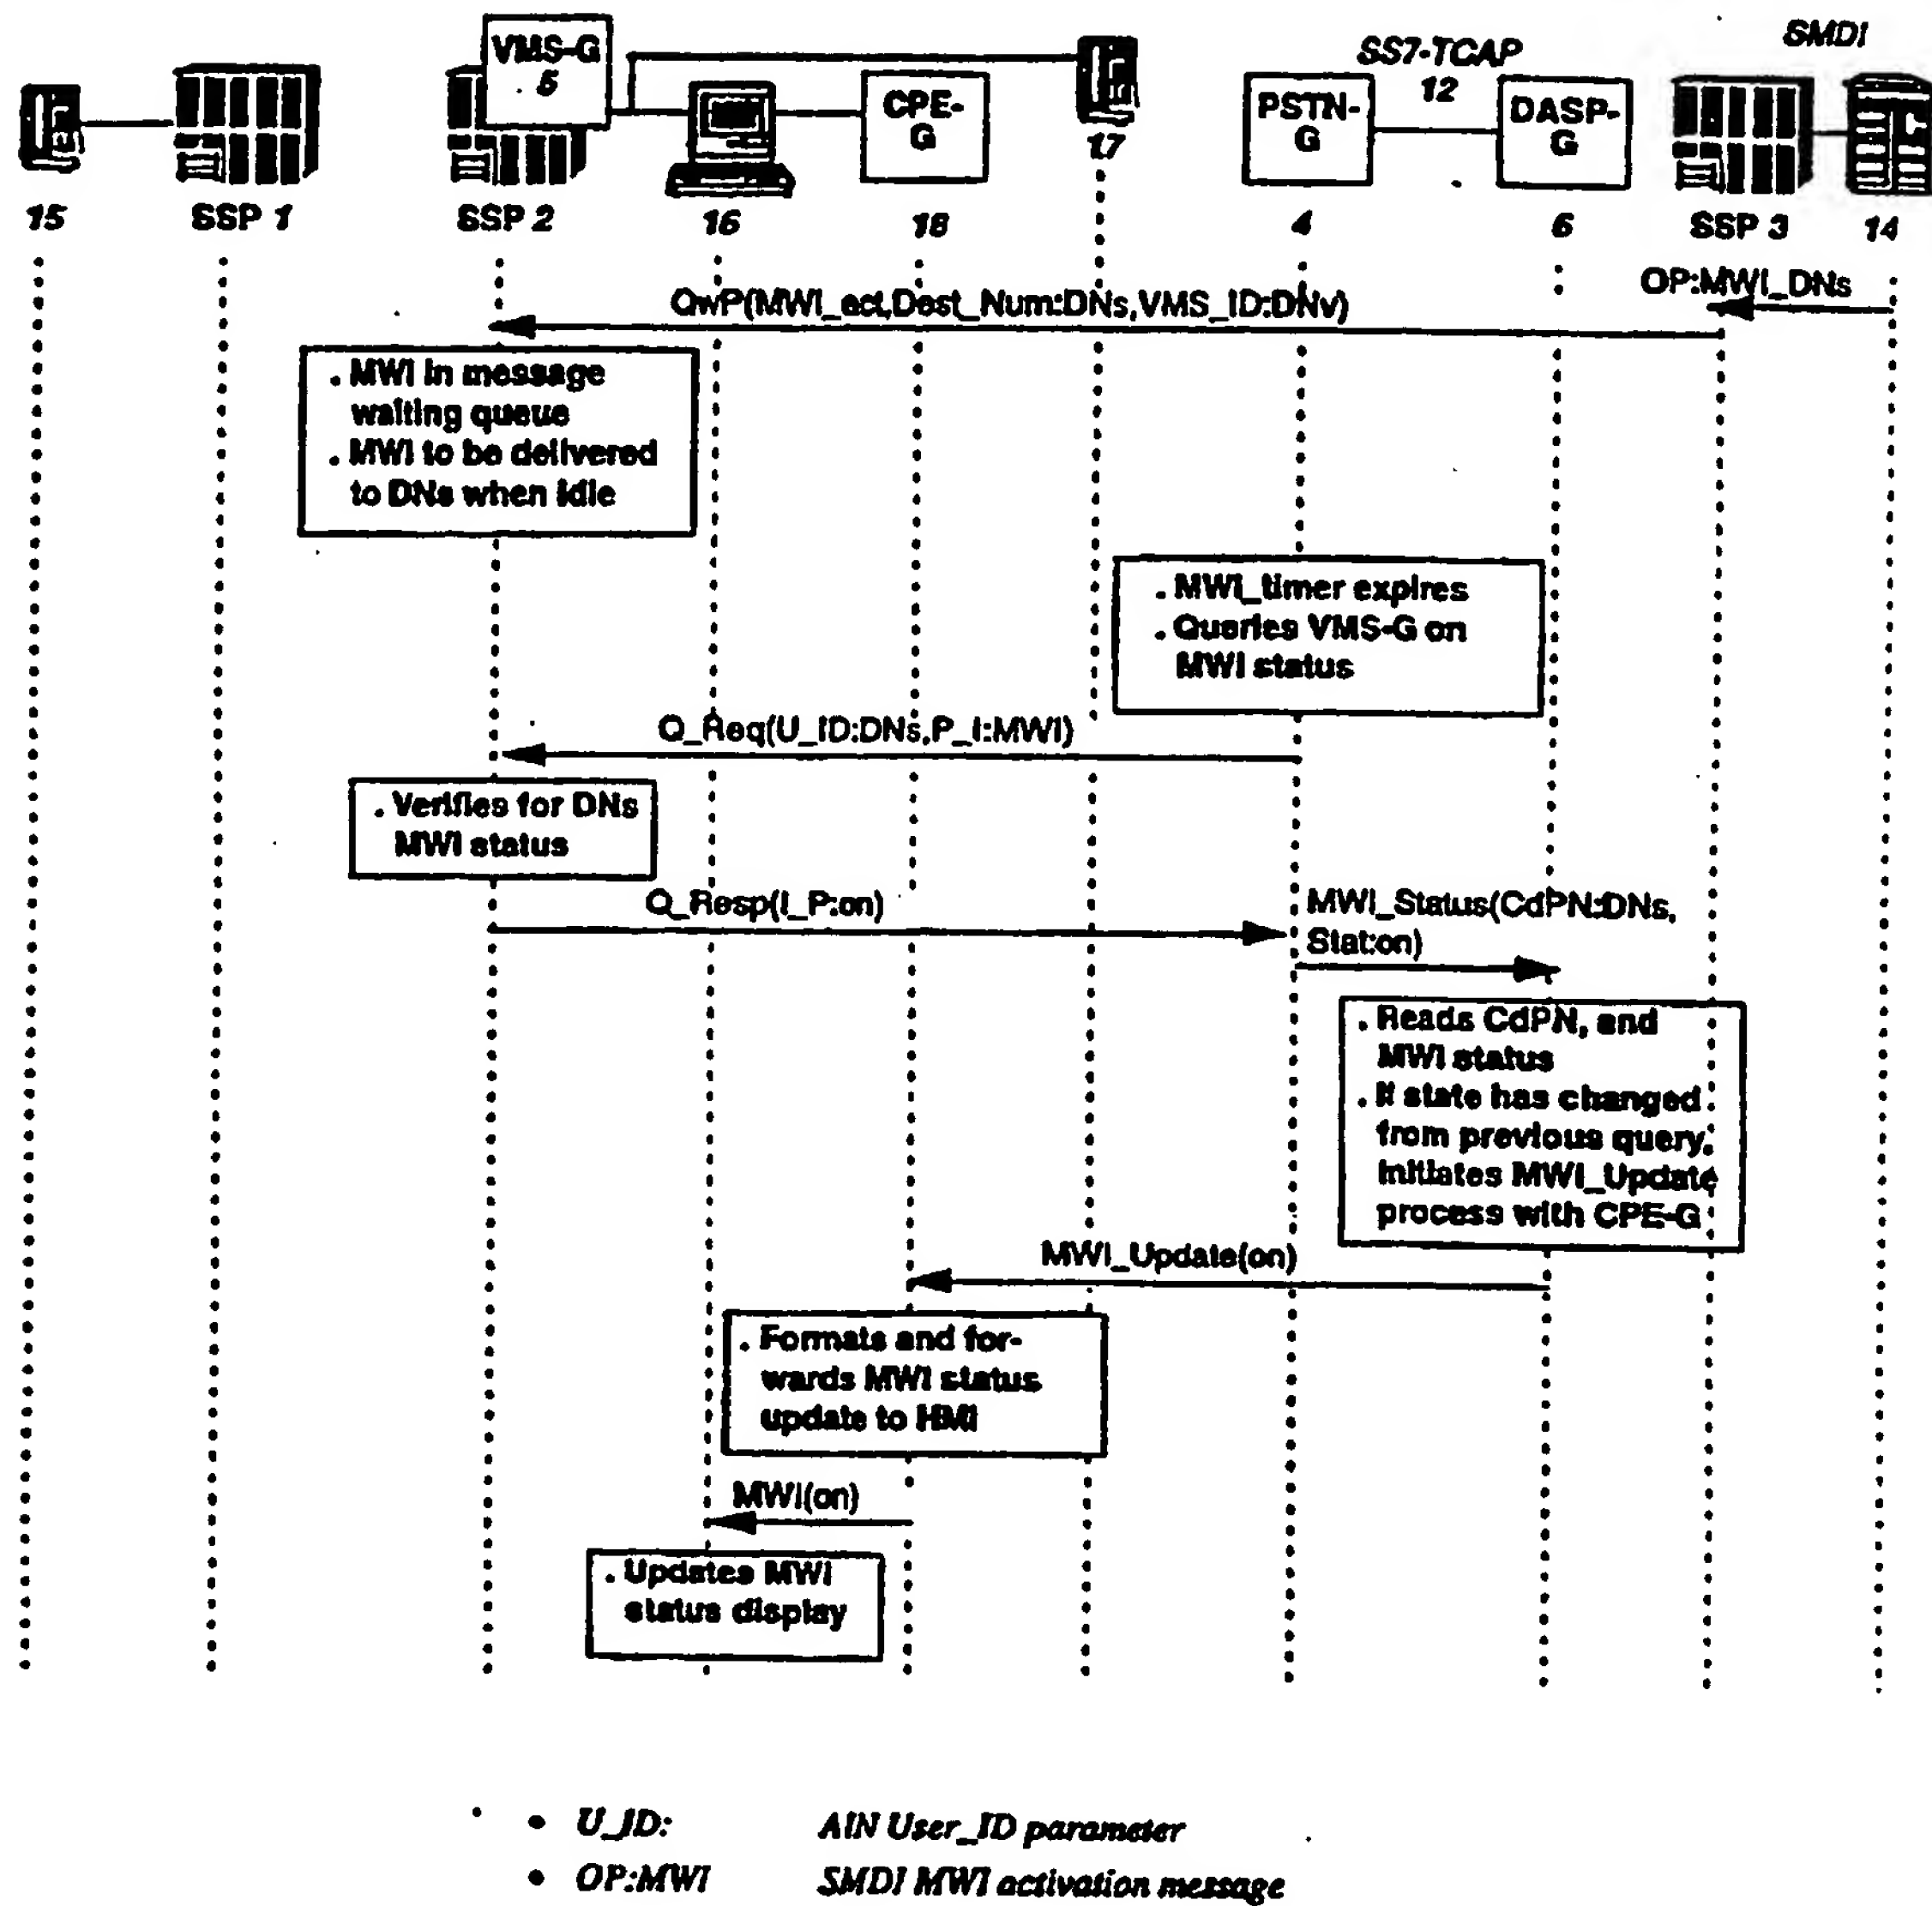 SMDI
SS7-TCAP
12
VMS-G
5
CPE-
G
PSTN-
G
DASP-
G
17
15
SSP 1
SSP 2
16
18
4
6
SSP 3
14
OP:MWI_DNs
QwP(MWI_act,Dest_Num:DNs,VMS_ID:DNv)
. MWI in message
waiting queue
. MWI to be delivered
to DNs when idle
. MWI_timer expires
. Queries VMS-G on
MWI status
Q_Req(U_ID:DNs,P_I:MWI)
. Verifies for DNs
MWI status
Q_Resp(I_P:on)
MWI_Status(CdPN:DNs,
Stat:on)
. Reads CdPN, and
MWI status
. If state has changed
from previous query,
initiates MWI_Update
process with CPE-G
MWI_Update(on)
. Formats and for-
wards MWI status
update to HMI
MWI(on)
. Updates MWI
status display
• U_ID: AIN User_ID parameter
• OP:MWI SMDI MWI activation message